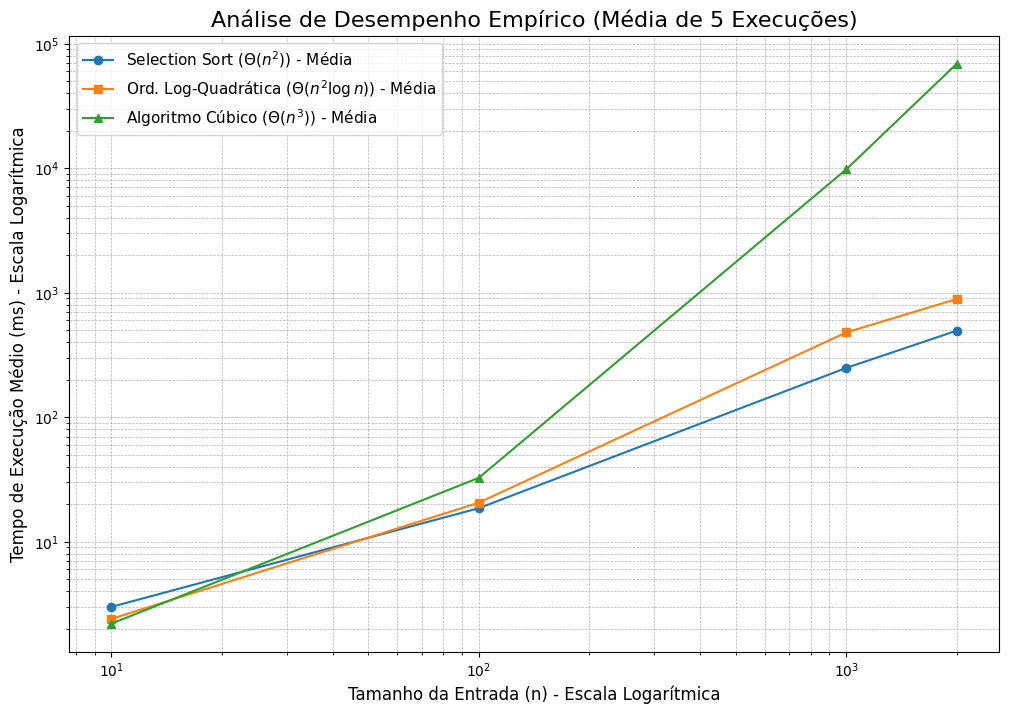 Análise de Desempenho Empírico (Média de 5 Execuções)
Selection Sort (Θ(n²)) - Média
Ord. Log-Quadrática (Θ(n² log n)) - Média
Algoritmo Cúbico (Θ(n³)) - Média
Tempo de Execução Médio (ms) - Escala Logarítmica
10⁵
10⁴
10³
10²
10¹
10¹ 10² 10³
Tamanho da Entrada (n) - Escala Logarítmica